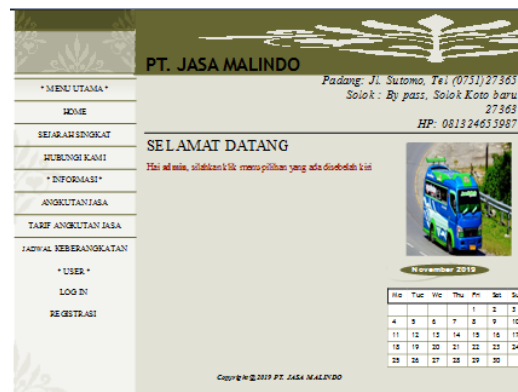 PT. JASA MALINDO
Padang: Jl. Sutomo, Tel (0751)27365
Solok : By pass, Solok Koto baru
27363
HP: 081324655987
* MENU UTAMA *
HOME
SEJARAH SINGKAT
HUBUNGI KAMI
* INFORMASI *
ANGKUTAN JASA
TARIF ANGKUTAN JASA
JADWAL KEBERANGKATAN
* USER *
LOG IN
REGISTRASI
SELAMAT DATANG
Hai admin, silahkan klik menu pilihan yang ada disebelah kiri
November 2019
Mo Tue We Thu Fri Sat Su
1 2 3
4 5 6 7 8 9 10
11 12 13 14 15 16 17
18 19 20 21 22 23 24
25 26 27 28 29 30
Copyright@2019 PT. JASA MALINDO